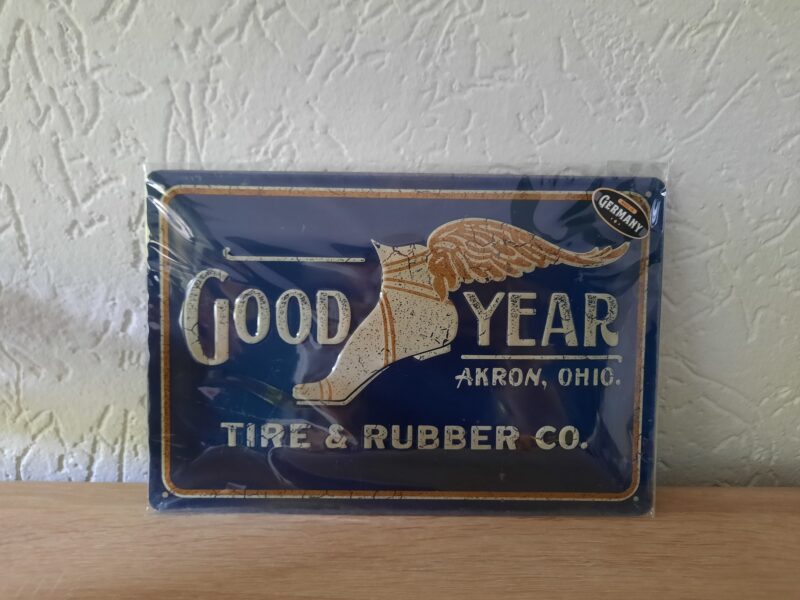 GERMANY
GOOD YEAR
AKRON, OHIO.
TIRE & RUBBER CO.